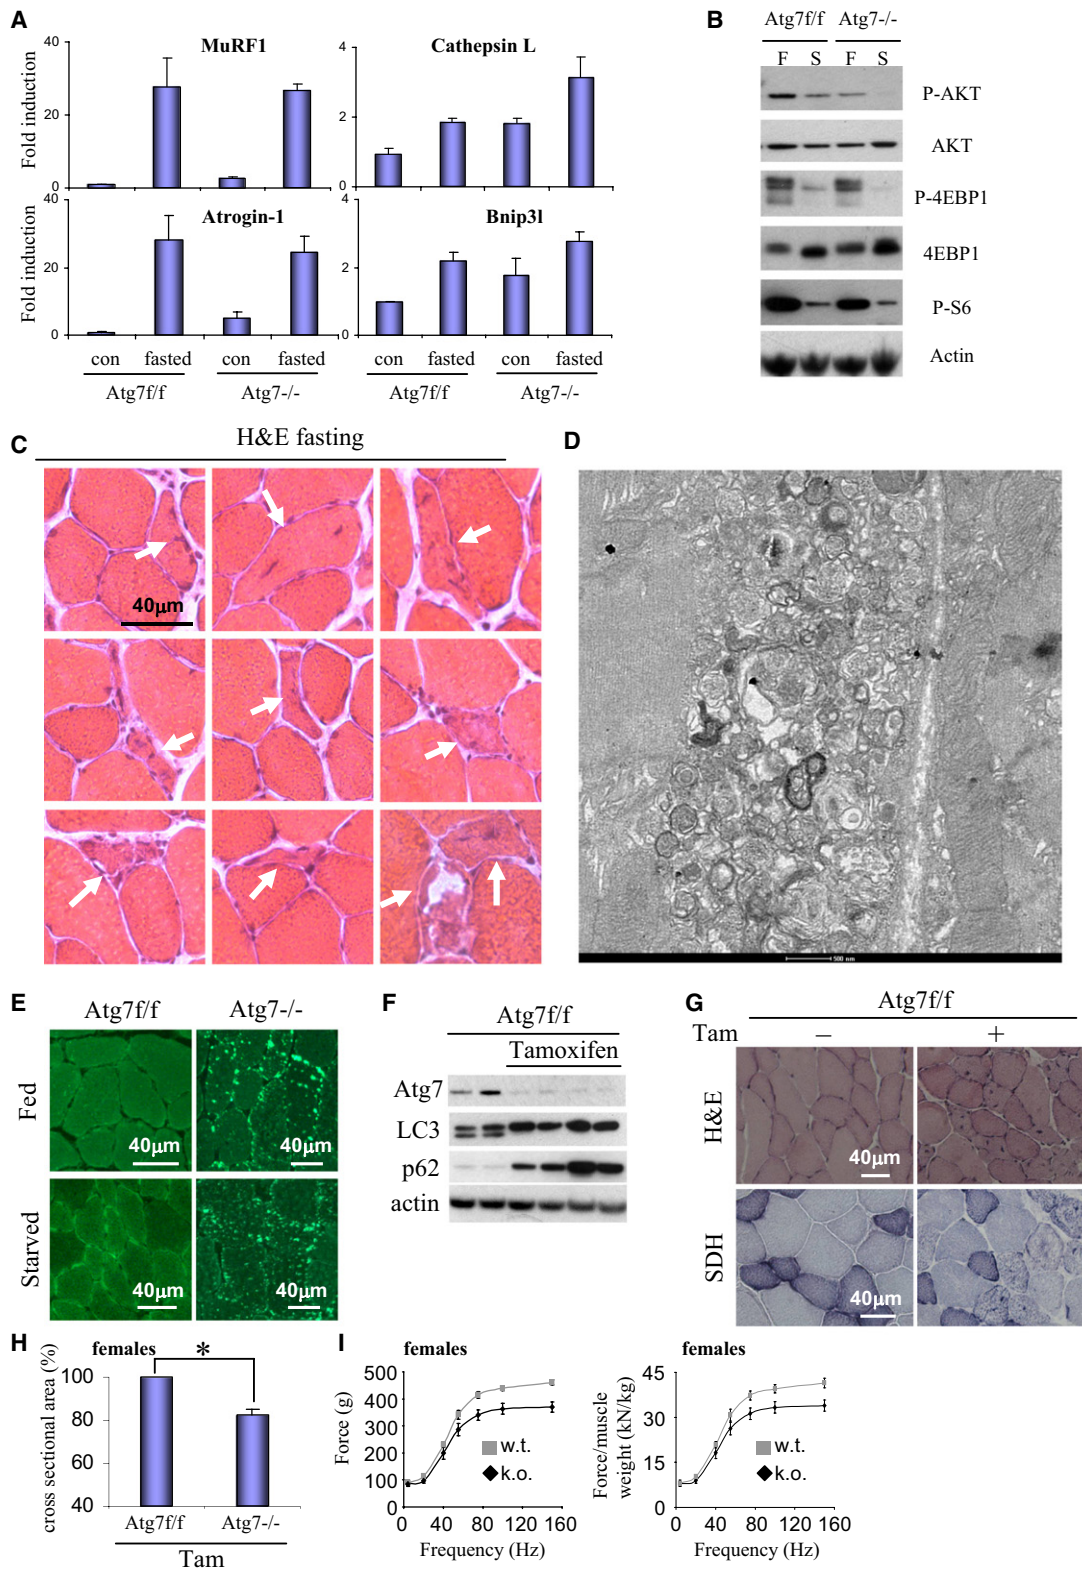 A
MuRF1
Cathepsin L
Fold induction
40
20
0
4
2
0
Atrogin-1
Bnip3l
Fold induction
40
20
0
4
2
0
con fasted con fasted con fasted con fasted
Atg7f/f Atg7-/- Atg7f/f Atg7-/-
B
Atg7f/f Atg7-/-
F S F S
P-AKT
AKT
P-4EBP1
4EBP1
P-S6
Actin
C
H&E fasting
40µm
D
500 nm
E
Atg7f/f Atg7-/-
Fed
40µm 40µm
Starved
40µm 40µm
F
Atg7f/f
Tamoxifen
Atg7
LC3
p62
actin
G
Atg7f/f
Tam – +
H&E
40µm
SDH
40µm
H
females
*
cross sectional area (%)
100
80
60
40
Atg7f/f Atg7-/-
Tam
I
females
Force (g)
500
400
300
200
100
0
w.t.
k.o.
0 40 80 120 160
Frequency (Hz)
females
Force/muscle
weight (kN/kg)
45
30
15
0
w.t.
k.o.
0 40 80 120 160
Frequency (Hz)